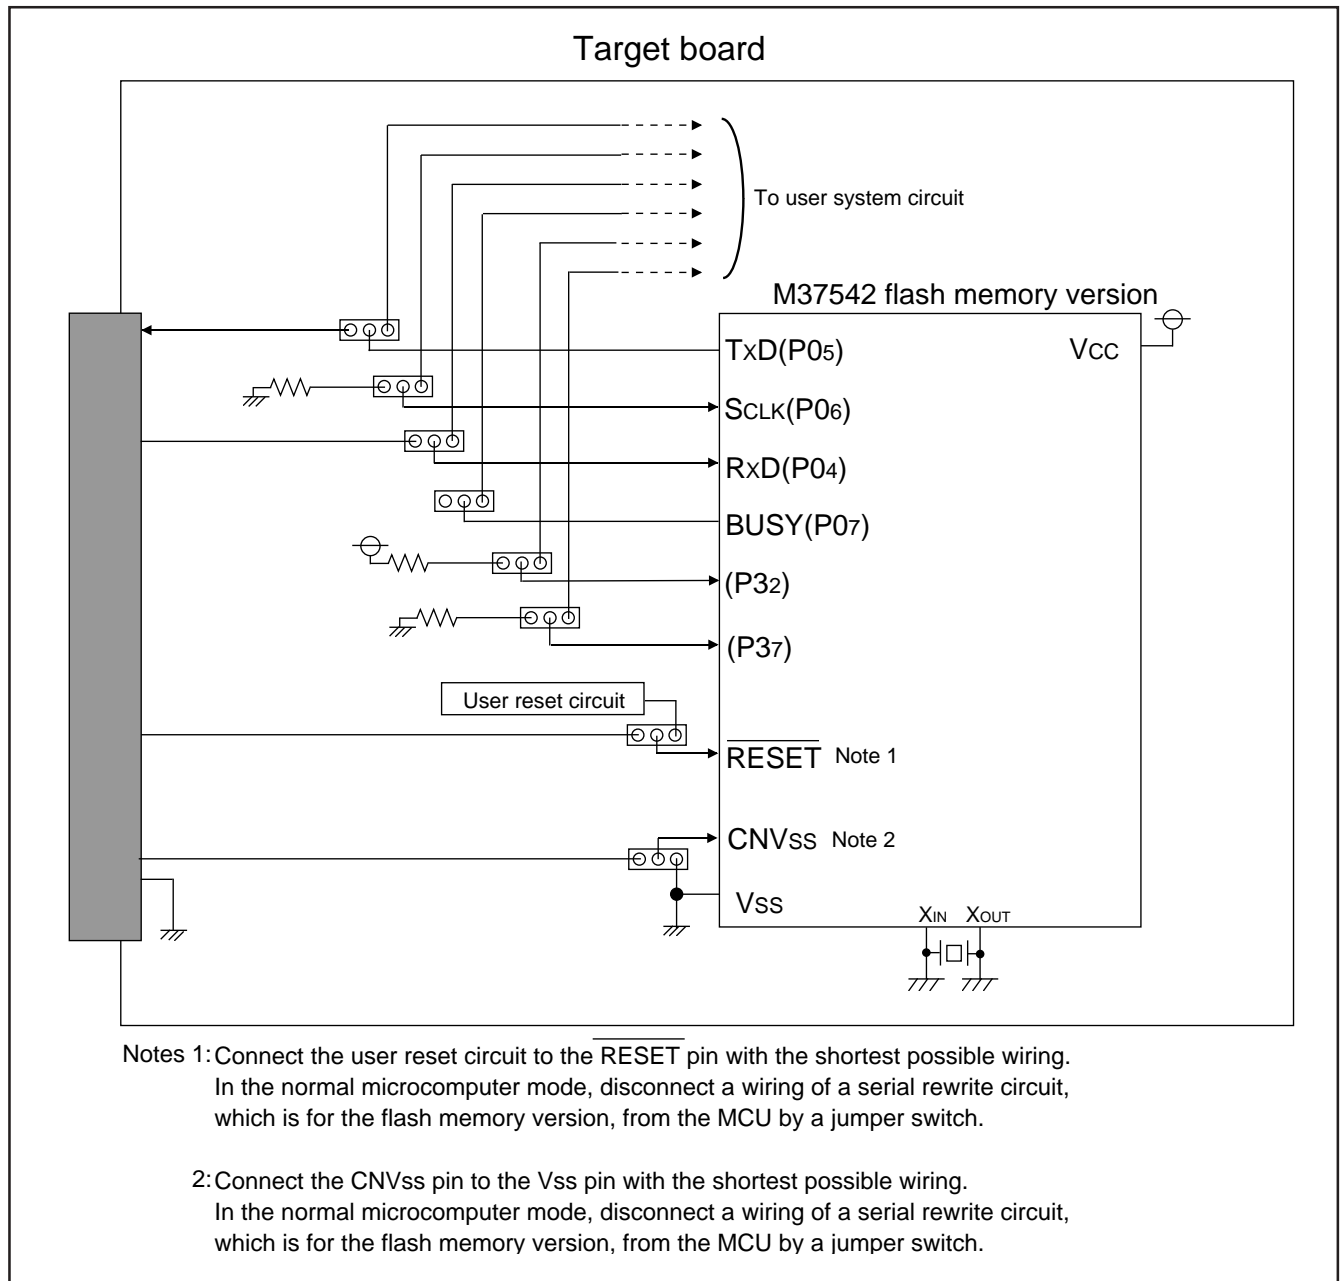 Target board
To user system circuit
M37542 flash memory version
TxD(P05)
VCC
SCLK(P06)
RxD(P04)
BUSY(P07)
(P32)
(P37)
User reset circuit
RESET Note 1
CNVss Note 2
Vss
XIN XOUT
Notes 1: Connect the user reset circuit to the RESET pin with the shortest possible wiring.
In the normal microcomputer mode, disconnect a wiring of a serial rewrite circuit,
which is for the flash memory version, from the MCU by a jumper switch.
2: Connect the CNVss pin to the Vss pin with the shortest possible wiring.
In the normal microcomputer mode, disconnect a wiring of a serial rewrite circuit,
which is for the flash memory version, from the MCU by a jumper switch.